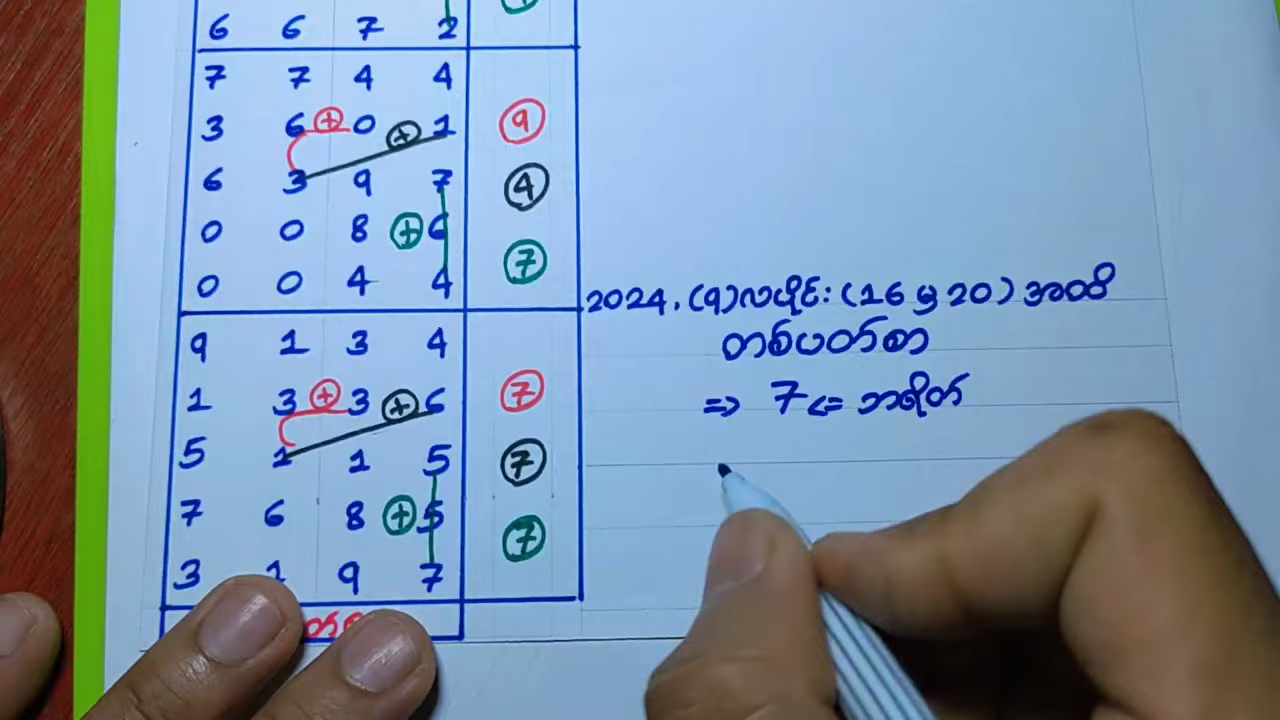 6 6 7 2
7 7 4 4
3 6 + 0 + 1 9
6 3 9 7 4
0 0 8 + 6 7
0 0 4 4
9 1 3 4
1 3 + 3 + 6 7
5 1 1 5 7
7 6 8 + 5 7
3 1 9 7
2024. (9) လပိုင်း (16 မှ 20) အထိ
တစ်ပတ်စာ
=> 7 <= ဘရိတ်